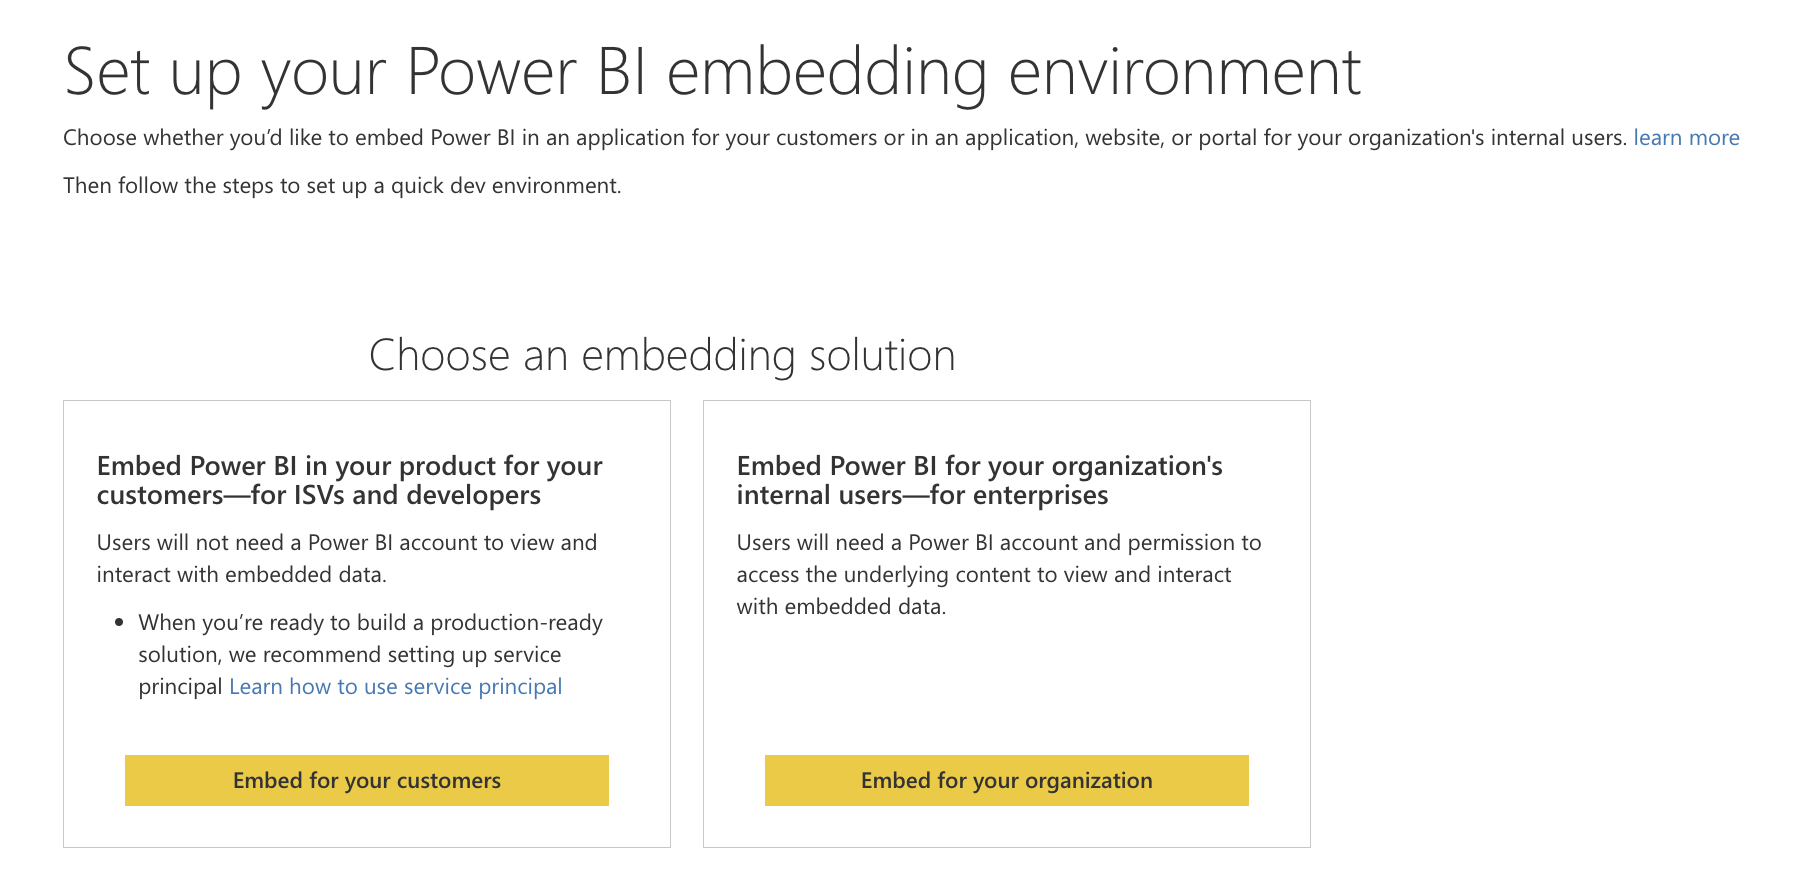 Set up your Power BI embedding environment
Choose whether you’d like to embed Power BI in an application for your customers or in an application, website, or portal for your organization's internal users. learn more
Then follow the steps to set up a quick dev environment.
Choose an embedding solution
Embed Power BI in your product for your
customers—for ISVs and developers
Users will not need a Power BI account to view and
interact with embedded data.
• When you’re ready to build a production-ready
solution, we recommend setting up service
principal Learn how to use service principal
Embed for your customers
Embed Power BI for your organization's
internal users—for enterprises
Users will need a Power BI account and permission to
access the underlying content to view and interact
with embedded data.
Embed for your organization